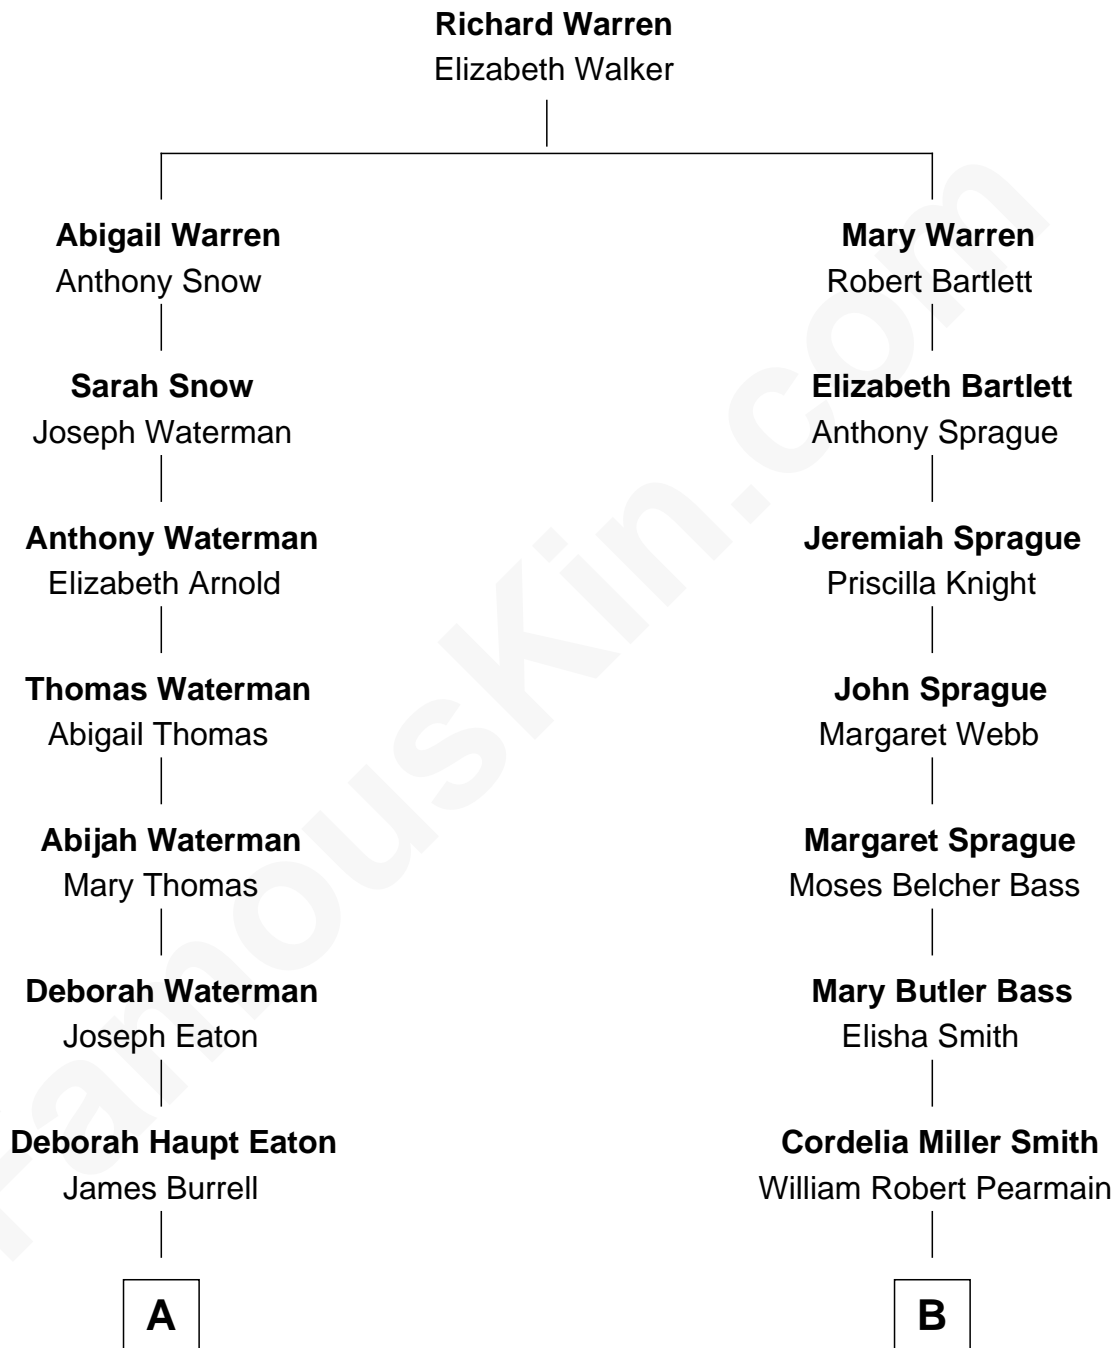 Richard Warren
Elizabeth Walker
Abigail Warren
Anthony Snow
Sarah Snow
Joseph Waterman
Anthony Waterman
Elizabeth Arnold
Thomas Waterman
Abigail Thomas
Abijah Waterman
Mary Thomas
Deborah Waterman
Joseph Eaton
Deborah Haupt Eaton
James Burrell
A
Mary Warren
Robert Bartlett
Elizabeth Bartlett
Anthony Sprague
Jeremiah Sprague
Priscilla Knight
John Sprague
Margaret Webb
Margaret Sprague
Moses Belcher Bass
Mary Butler Bass
Elisha Smith
Cordelia Miller Smith
William Robert Pearmain
B
FamousKin.com